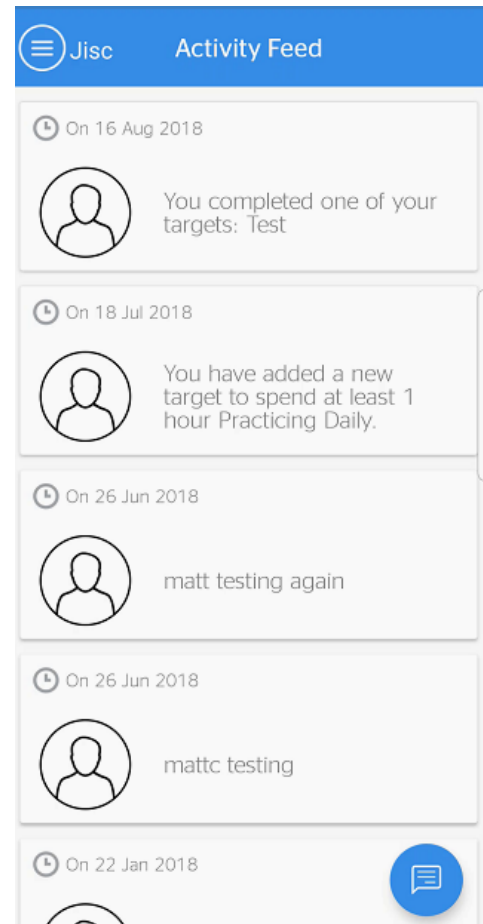 Jisc Activity Feed
On 16 Aug 2018
You completed one of your
targets: Test
On 18 Jul 2018
You have added a new
target to spend at least 1
hour Practicing Daily.
On 26 Jun 2018
matt testing again
On 26 Jun 2018
mattc testing
On 22 Jan 2018